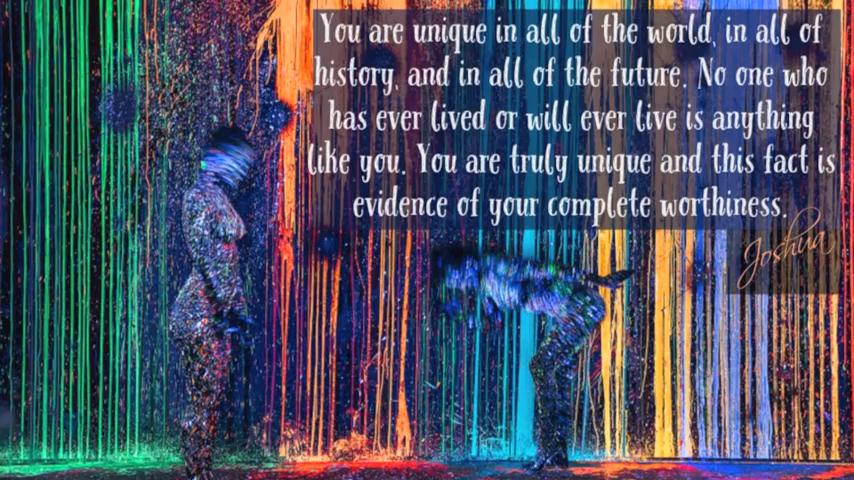 You are unique in all of the world, in all of
history, and in all of the future. No one who
has ever lived or will ever live is anything
like you. You are truly unique and this fact is
evidence of your complete worthiness.
Joshua